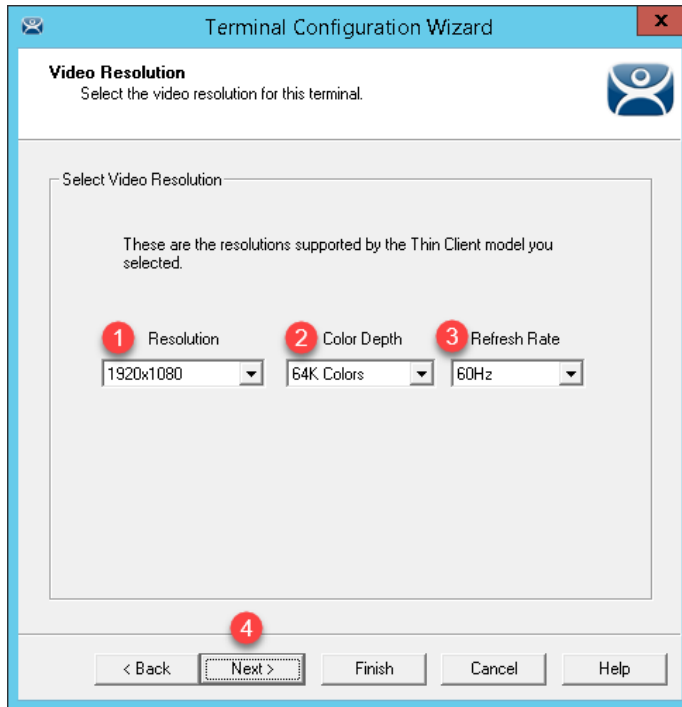 Terminal Configuration Wizard
x
Video Resolution
Select the video resolution for this terminal.
Select Video Resolution
These are the resolutions supported by the Thin Client model you
selected.
1 Resolution 2 Color Depth 3 Refresh Rate
1920x1080 64K Colors 60Hz
4
< Back Next > Finish Cancel Help